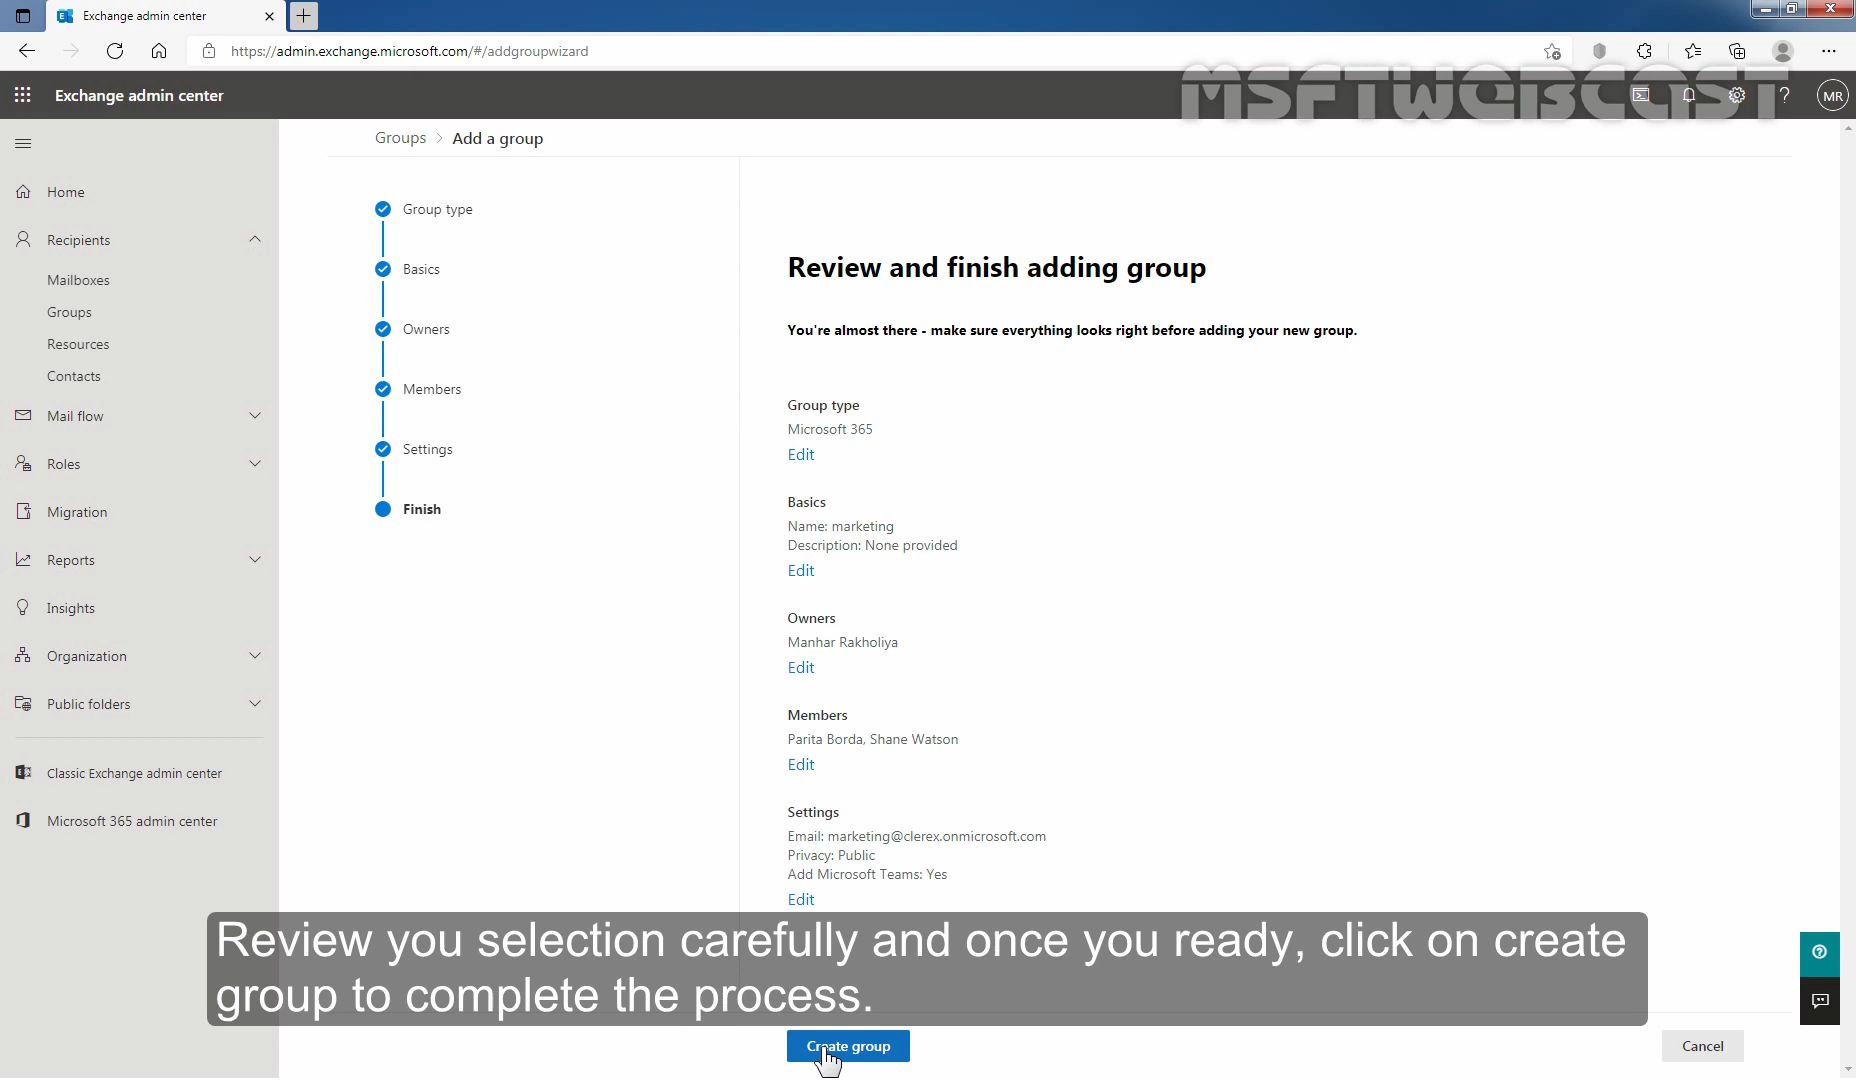 Exchange admin center
https://admin.exchange.microsoft.com/#/addgroupwizard
Exchange admin center
MSFTWEBCAST
MR
Groups > Add a group
Home
Recipients
Mailboxes
Groups
Resources
Contacts
Mail flow
Roles
Migration
Reports
Insights
Organization
Public folders
Classic Exchange admin center
Microsoft 365 admin center
Group type
Basics
Owners
Members
Settings
Finish
Review and finish adding group
You're almost there - make sure everything looks right before adding your new group.
Group type
Microsoft 365
Edit
Basics
Name: marketing
Description: None provided
Edit
Owners
Manhar Rakholiya
Edit
Members
Parita Borda, Shane Watson
Edit
Settings
Email: marketing@clerex.onmicrosoft.com
Privacy: Public
Add Microsoft Teams: Yes
Edit
Review you selection carefully and once you ready, click on create
group to complete the process.
Create group
Cancel